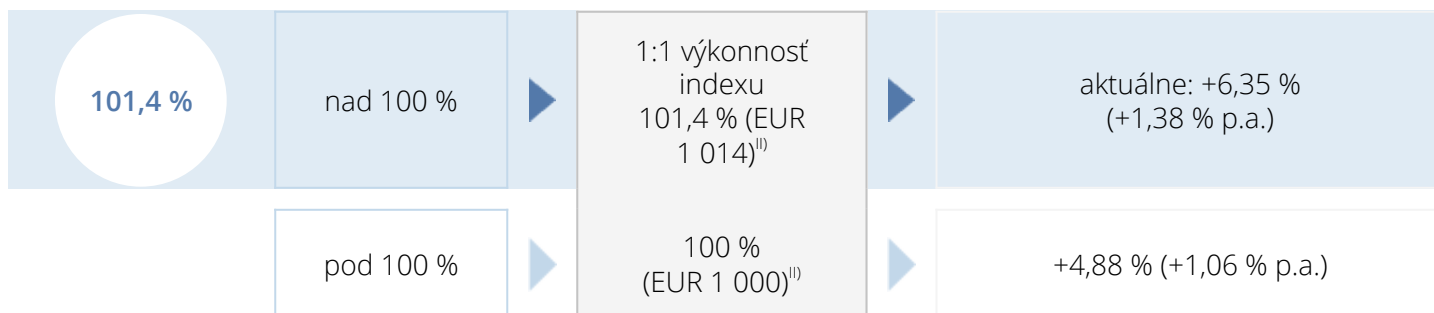 101,4 %
nad 100 %
1:1 výkonnosť
indexu
101,4 % (EUR
1 014)II)
aktuálne: +6,35 %
(+1,38 % p.a.)
pod 100 %
100 %
(EUR 1 000)II)
+4,88 % (+1,06 % p.a.)